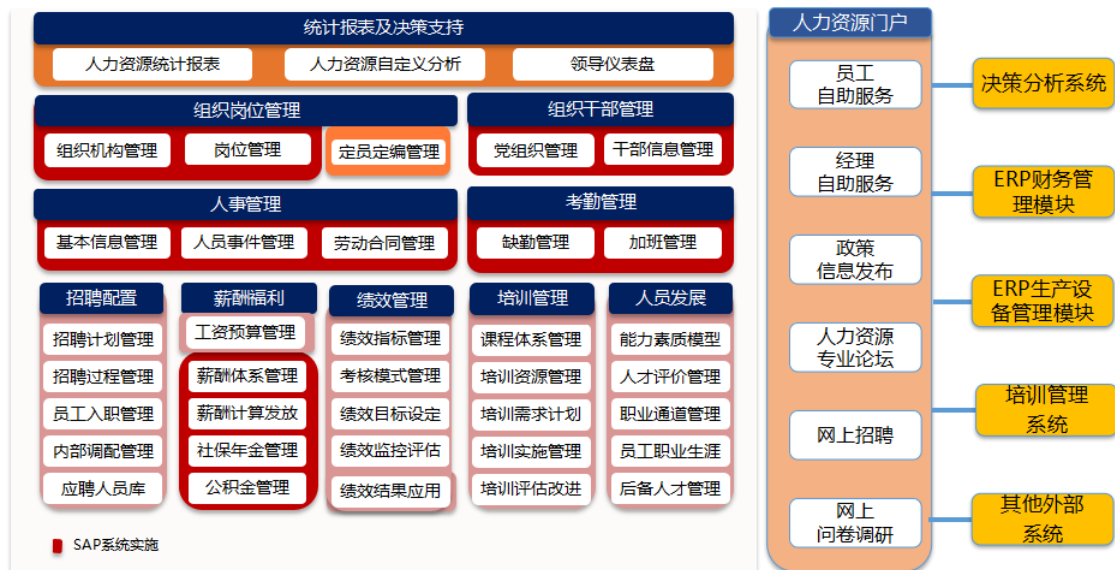 统计报表及决策支持
人力资源统计报表
人力资源自定义分析
领导仪表盘
组织岗位管理
组织机构管理
岗位管理
定员定编管理
组织干部管理
党组织管理
干部信息管理
人事管理
基本信息管理
人员事件管理
劳动合同管理
考勤管理
缺勤管理
加班管理
招聘配置
招聘计划管理
招聘过程管理
员工入职管理
内部调配管理
应聘人员库
薪酬福利
工资预算管理
薪酬体系管理
薪酬计算发放
社保年金管理
公积金管理
绩效管理
绩效指标管理
考核模式管理
绩效目标设定
绩效监控评估
绩效结果应用
培训管理
课程体系管理
培训资源管理
培训需求计划
培训实施管理
培训评估改进
人员发展
能力素质模型
人才评价管理
职业通道管理
员工职业生涯
后备人才管理
SAP系统实施
人力资源门户
员工
自助服务
经理
自助服务
政策
信息发布
人力资源
专业论坛
网上招聘
网上
问卷调研
决策分析系统
ERP财务管
理模块
ERP生产设
备管理模块
培训管理
系统
其他外部
系统